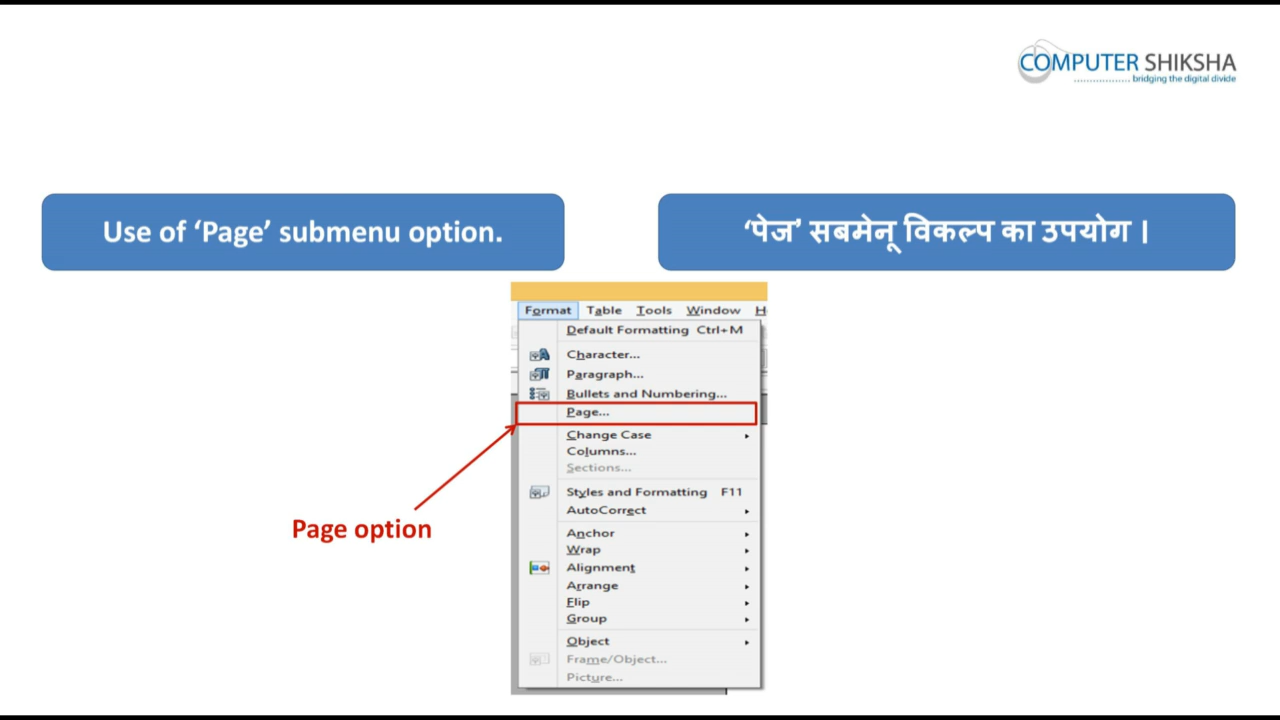 COMPUTER SHIKSHA
.................. bridging the digital divide
Use of ‘Page’ submenu option.
‘पेज’ सबमेनू विकल्प का उपयोग |
Format Table Tools Window H
Default Formatting Ctrl+M
Character...
Paragraph...
Bullets and Numbering...
Page...
Change Case
Columns...
Sections...
Styles and Formatting F11
AutoCorrect
Anchor
Wrap
Alignment
Arrange
Flip
Group
Object
Frame/Object...
Picture...
Page option